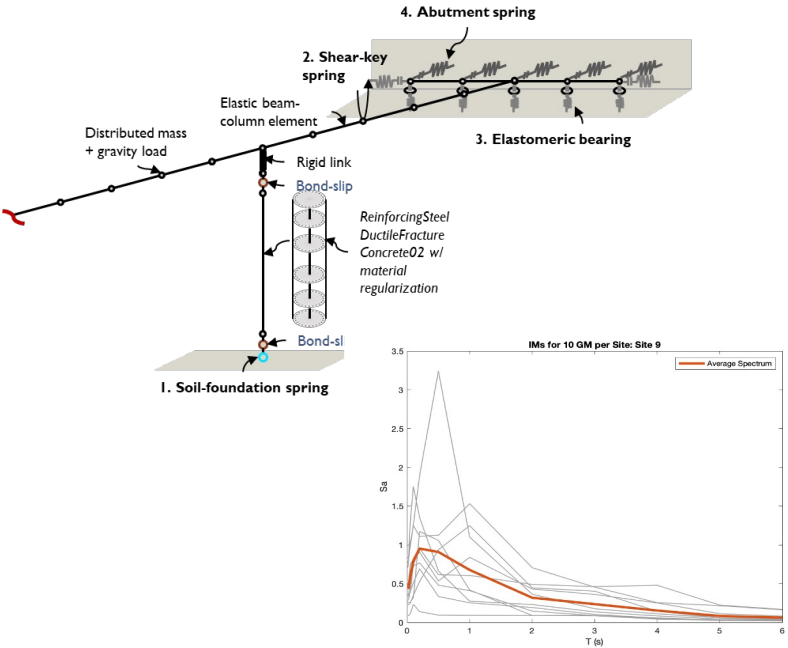 4. Abutment spring
2. Shear-key
spring
Elastic beam-
column element
3. Elastomeric bearing
Distributed mass
+ gravity load
Rigid link
Bond-slip
ReinforcingSteel
DuctileFracture
Concrete02 w/
material
regularization
Bond-sli
1. Soil-foundation spring
IMs for 10 GM per Site: Site 9
Average Spectrum
3.5
3
2.5
2
1.5
1
0.5
0
Sa
0 1 2 3 4 5 6
T (s)